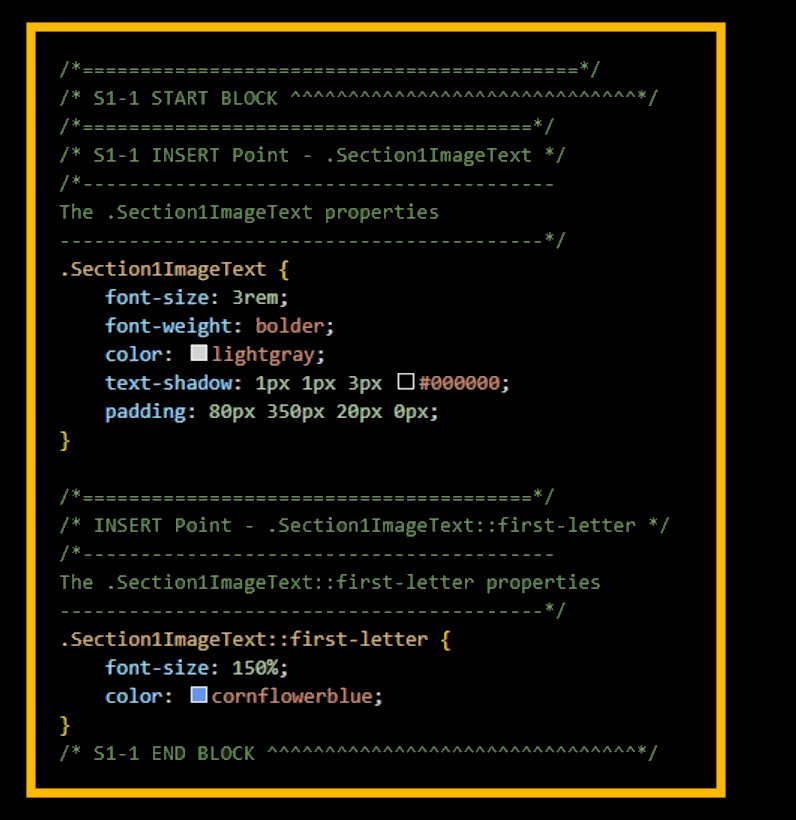 /*===========================================*/
/* S1-1 START BLOCK ^^^^^^^^^^^^^^^^^^^^^^^^^^^^^^*/
/*=======================================*/
/* S1-1 INSERT Point - .Section1ImageText */
/*-----------------------------------------
The .Section1ImageText properties
------------------------------------------*/
.Section1ImageText {
    font-size: 3rem;
    font-weight: bolder;
    color: lightgray;
    text-shadow: 1px 1px 3px #000000;
    padding: 80px 350px 20px 0px;
}
/*=======================================*/
/* INSERT Point - .Section1ImageText::first-letter */
/*-----------------------------------------
The .Section1ImageText::first-letter properties
------------------------------------------*/
.Section1ImageText::first-letter {
    font-size: 150%;
    color: cornflowerblue;
}
/* S1-1 END BLOCK ^^^^^^^^^^^^^^^^^^^^^^^^^^^^^^^^*/